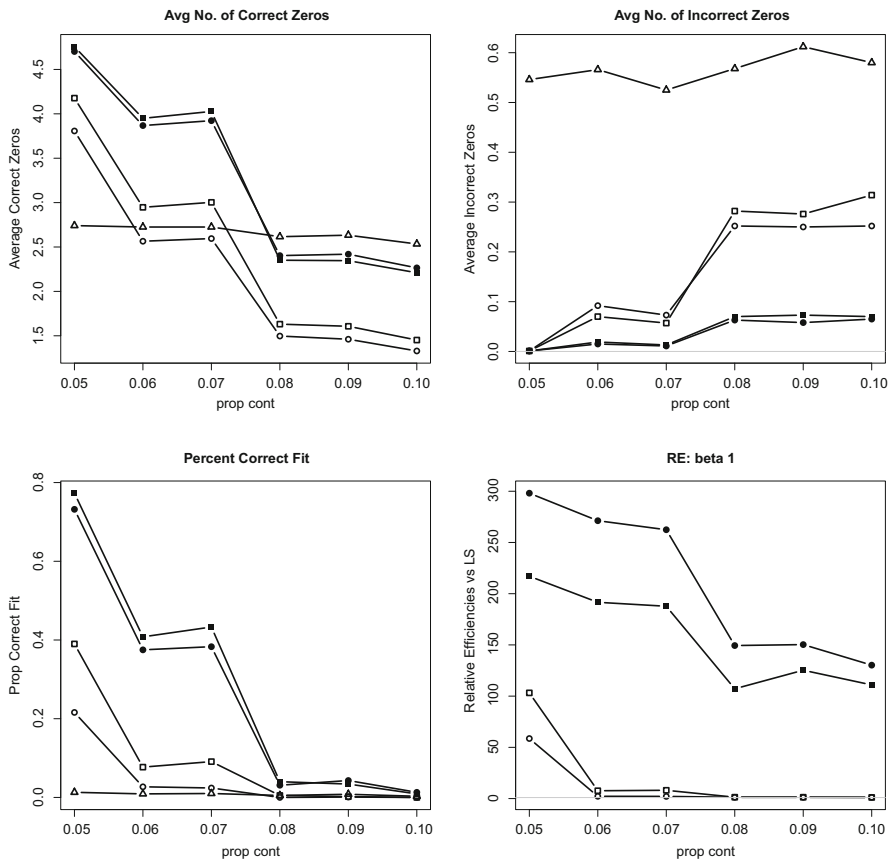 Avg No. of Correct Zeros
Average Correct Zeros
4.5
4.0
3.5
3.0
2.5
2.0
1.5
0.05 0.06 0.07 0.08 0.09 0.10
prop cont
Avg No. of Incorrect Zeros
Average Incorrect Zeros
0.6
0.5
0.4
0.3
0.2
0.1
0.0
0.05 0.06 0.07 0.08 0.09 0.10
prop cont
Percent Correct Fit
Prop Correct Fit
0.8
0.6
0.4
0.2
0.0
0.05 0.06 0.07 0.08 0.09 0.10
prop cont
RE: beta 1
Relative Efficiencies vs LS
300
250
200
150
100
50
0
0.05 0.06 0.07 0.08 0.09 0.10
prop cont